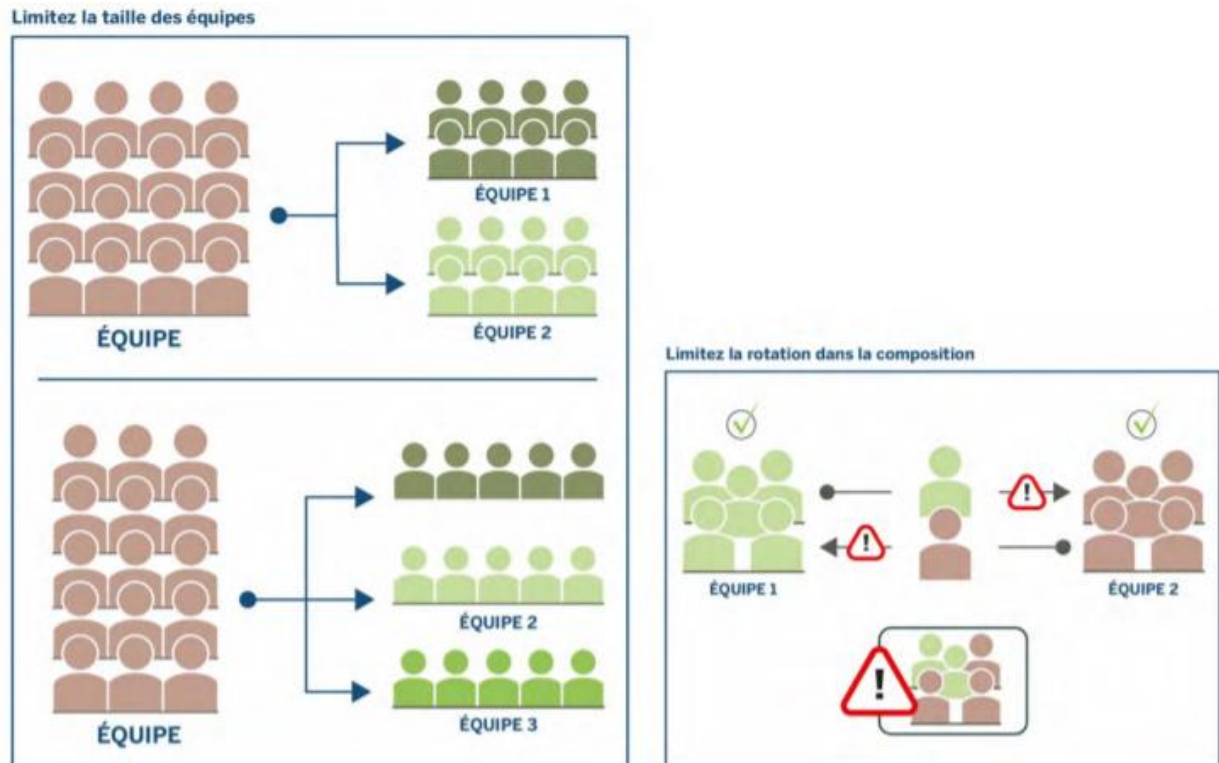 Limitez la taille des équipes
ÉQUIPE 1
ÉQUIPE 2
ÉQUIPE
ÉQUIPE 2
ÉQUIPE 3
ÉQUIPE
Limitez la rotation dans la composition
!
!
ÉQUIPE 1
ÉQUIPE 2
!